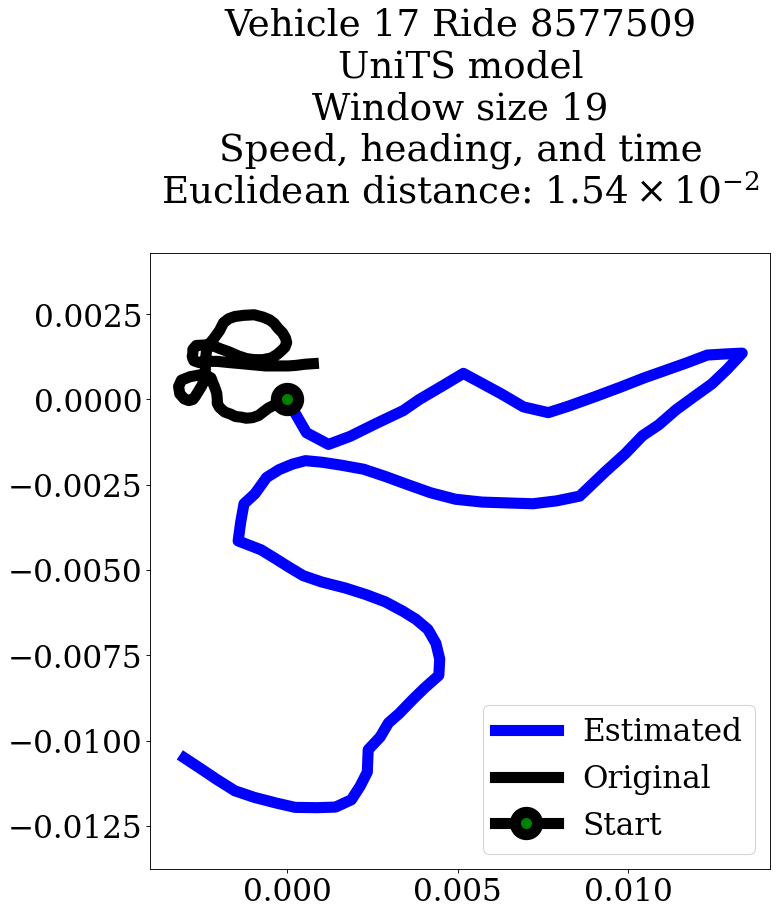 Vehicle 17 Ride 8577509
UniTS model
Window size 19
Speed, heading, and time
Euclidean distance: 1.54 × 10⁻²
0.0025
0.0000
−0.0025
−0.0050
−0.0075
−0.0100
−0.0125
0.000 0.005 0.010
Estimated
Original
Start